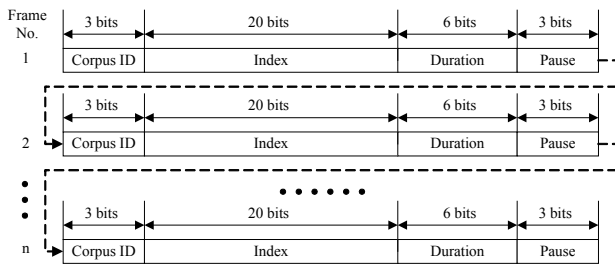 Frame No.
3 bits 20 bits 6 bits 3 bits
1 Corpus ID Index Duration Pause
3 bits 20 bits 6 bits 3 bits
2 Corpus ID Index Duration Pause
3 bits 20 bits 6 bits 3 bits
n Corpus ID Index Duration Pause